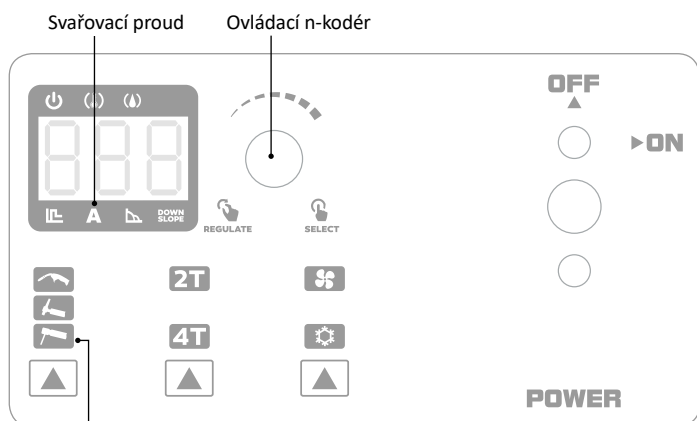 Svařovací proud
Ovládací n-kodér
OFF
ON
888
A
DOWN
SLOPE
REGULATE
SELECT
2T
4T
POWER